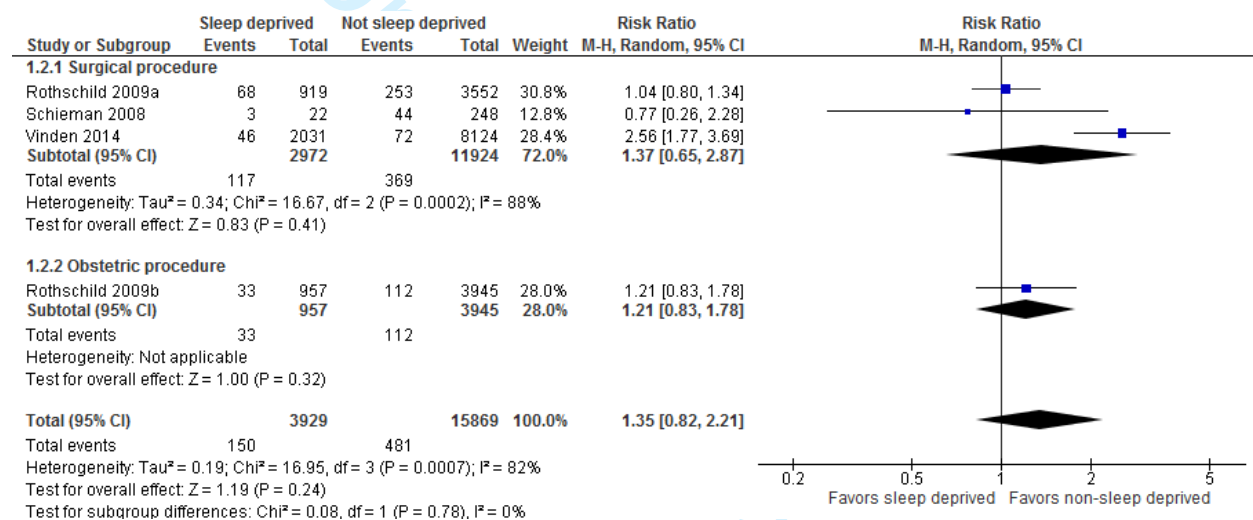 Sleep deprived Not sleep deprived Risk Ratio Risk Ratio
Study or Subgroup Events Total Events Total Weight M-H, Random, 95% CI M-H, Random, 95% CI
1.2.1 Surgical procedure
Rothschild 2009a 68 919 253 3552 30.8% 1.04 [0.80, 1.34]
Schieman 2008 3 22 44 248 12.8% 0.77 [0.26, 2.28]
Vinden 2014 46 2031 72 8124 28.4% 2.56 [1.77, 3.69]
Subtotal (95% CI) 2972 11924 72.0% 1.37 [0.65, 2.87]
Total events 117 369
Heterogeneity: Tau² = 0.34; Chi² = 16.67, df = 2 (P = 0.0002); I² = 88%
Test for overall effect: Z = 0.83 (P = 0.41)
1.2.2 Obstetric procedure
Rothschild 2009b 33 957 112 3945 28.0% 1.21 [0.83, 1.78]
Subtotal (95% CI) 957 3945 28.0% 1.21 [0.83, 1.78]
Total events 33 112
Heterogeneity: Not applicable
Test for overall effect: Z = 1.00 (P = 0.32)
Total (95% CI) 3929 15869 100.0% 1.35 [0.82, 2.21]
Total events 150 481
Heterogeneity: Tau² = 0.19; Chi² = 16.95, df = 3 (P = 0.0007); I² = 82%
Test for overall effect: Z = 1.19 (P = 0.24)
Test for subgroup differences: Chi² = 0.08, df = 1 (P = 0.78), I² = 0%
0.2 0.5 1 2 5
Favors sleep deprived Favors non-sleep deprived